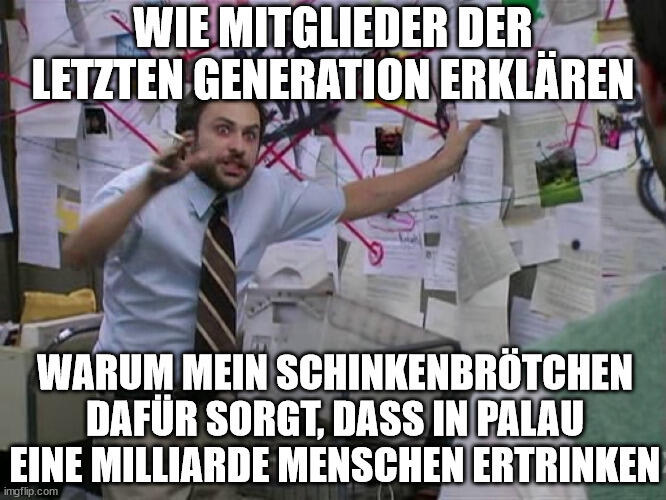 WIE MITGLIEDER DER
LETZTEN GENERATION ERKLÄREN
WARUM MEIN SCHINKENBRÖTCHEN
DAFÜR SORGT, DASS IN PALAU
EINE MILLIARDE MENSCHEN ERTRINKEN
imgflip.com